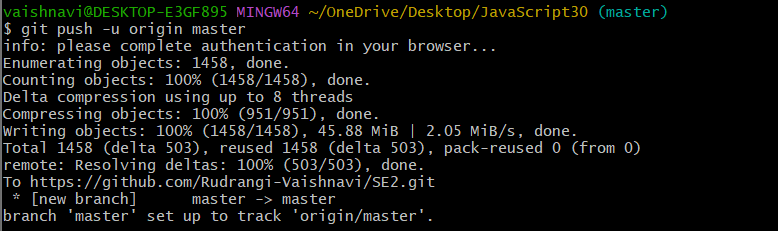 vaishnavi@DESKTOP-E3GF895 MINGW64 ~/OneDrive/Desktop/JavaScript30 (master)
$ git push -u origin master
info: please complete authentication in your browser...
Enumerating objects: 1458, done.
Counting objects: 100% (1458/1458), done.
Delta compression using up to 8 threads
Compressing objects: 100% (951/951), done.
Writing objects: 100% (1458/1458), 45.88 MiB | 2.05 MiB/s, done.
Total 1458 (delta 503), reused 1458 (delta 503), pack-reused 0 (from 0)
remote: Resolving deltas: 100% (503/503), done.
To https://github.com/Rudrangi-Vaishnavi/SE2.git
 * [new branch]      master -> master
branch 'master' set up to track 'origin/master'.